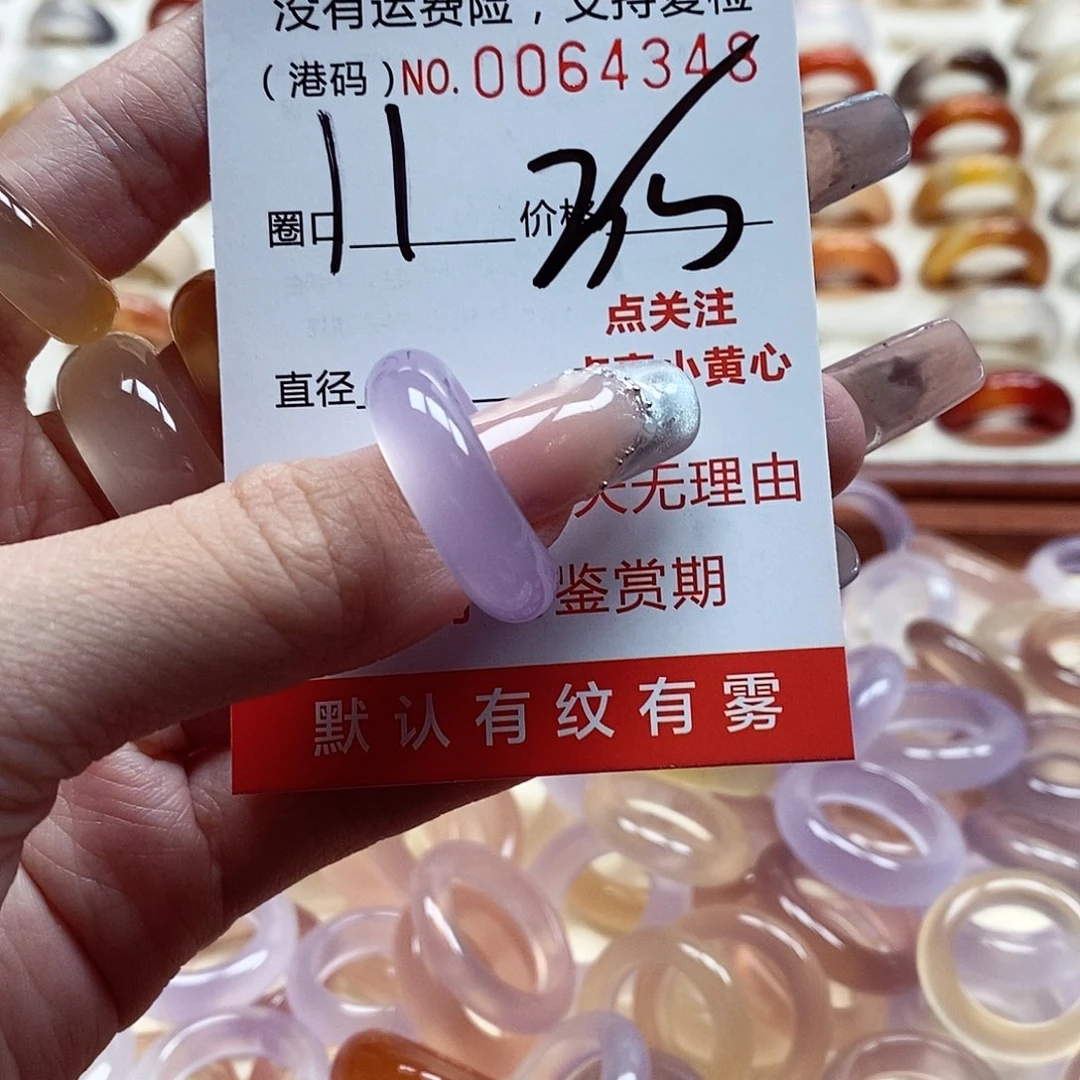 没有运费险，支持复检
(港码) NO. 0064348
圈口 11 价格
点关注
小黄心
直径
天无理由
鉴赏期
默认有纹有雾